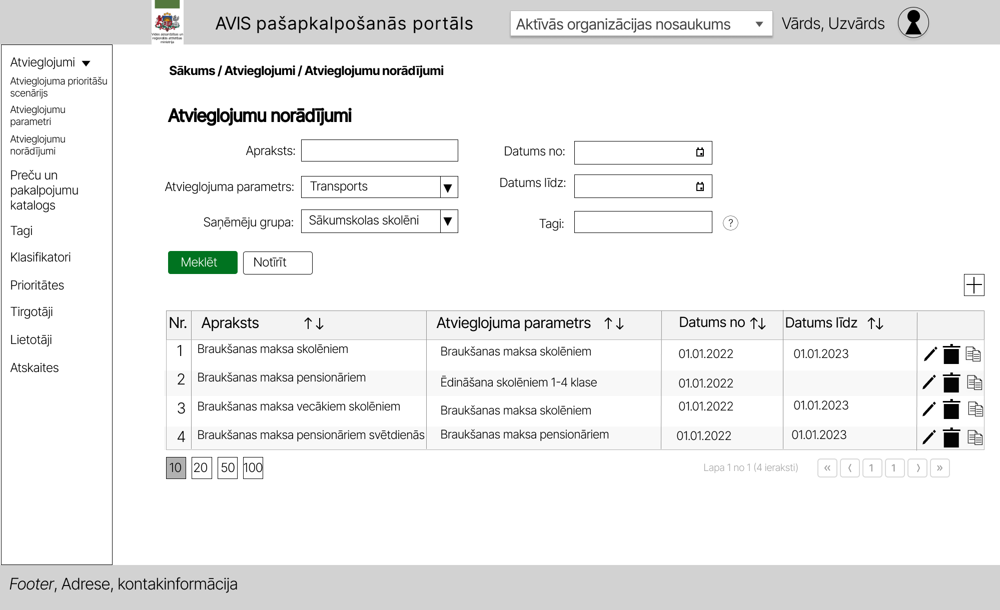 Vides aizsardzības un
reģionālās attīstības
ministrija
AVIS pašapkalpošanās portāls
Aktīvās organizācijas nosaukums
Vārds, Uzvārds
Atvieglojumi
Atvieglojuma prioritāšu
scenārijs
Atvieglojumu
parametri
Atvieglojumu
norādījumi
Preču un
pakalpojumu
katalogs
Tagi
Klasifikatori
Prioritātes
Tirgotāji
Lietotāji
Atskaites
Sākums / Atvieglojumi / Atvieglojumu norādījumi
Atvieglojumu norādījumi
Apraksts:
Datums no:
Atvieglojuma parametrs: Transports
Datums līdz:
Saņēmēju grupa: Sākumskolas skolēni
Tagi: ?
Meklēt Notīrīt
Nr. Apraksts ↑↓ Atvieglojuma parametrs ↑↓ Datums no ↑↓ Datums līdz ↑↓
1 Braukšanas maksa skolēniem Braukšanas maksa skolēniem 01.01.2022 01.01.2023
2 Braukšanas maksa pensionāriem Ēdināšana skolēniem 1-4 klase 01.01.2022
3 Braukšanas maksa vecākiem skolēniem Braukšanas maksa skolēniem 01.01.2022 01.01.2023
4 Braukšanas maksa pensionāriem svētdienās Braukšanas maksa pensionāriem 01.01.2022 01.01.2023
10 20 50 100
Lapa 1 no 1 (4 ieraksti) « ⟨ 1 1 ⟩ »
Footer, Adrese, kontakinformācija